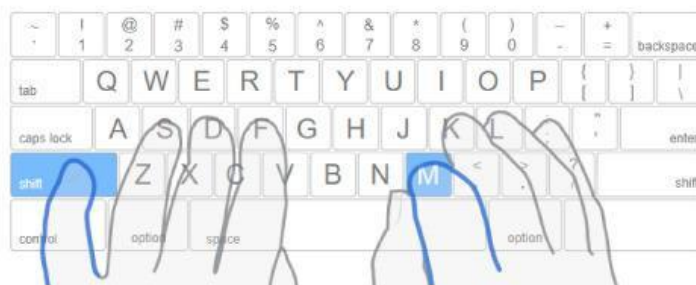 ~ ! @ # $ % ^ & * ( ) – +
` 1 2 3 4 5 6 7 8 9 0 - = backspace
tab Q W E R T Y U I O P { } |
[ ] \
caps lock A S D F G H J K L : " enter
; '
shift Z X C V B N M < > ? shift
, . /
control option space option